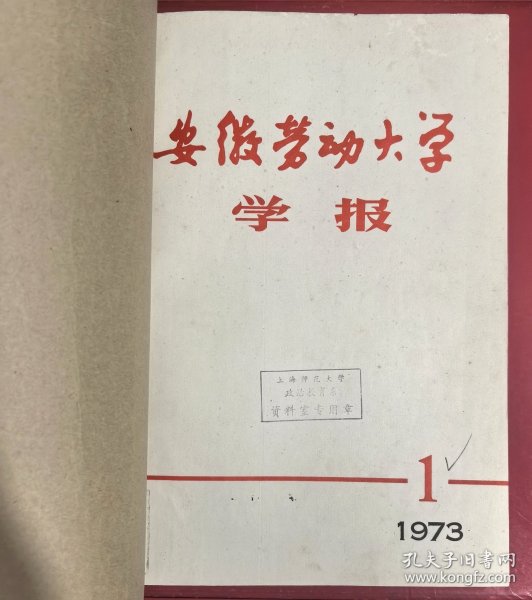 安徽劳动大学
学报
上海师范大学
政治教育系
资料室专用章
1
1973
孔夫子旧书网
www.kongfz.com